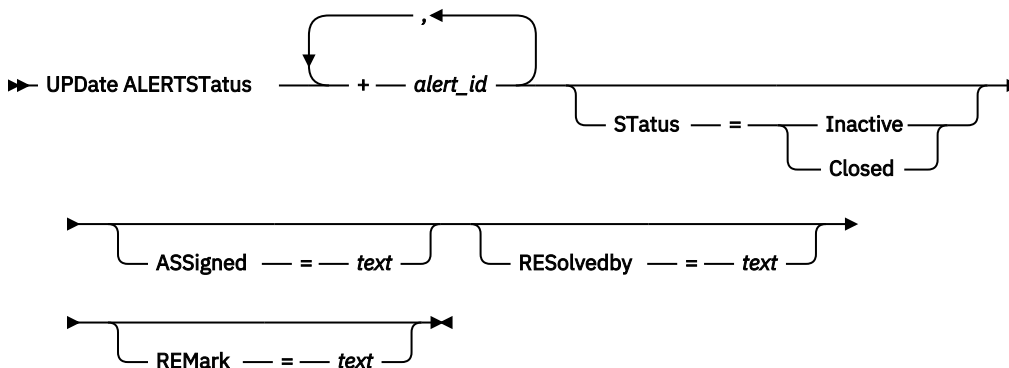 ,
UPDate ALERTSTatus + alert_id
STatus = Inactive
Closed
ASSigned = text RESolvedby = text
REMark = text